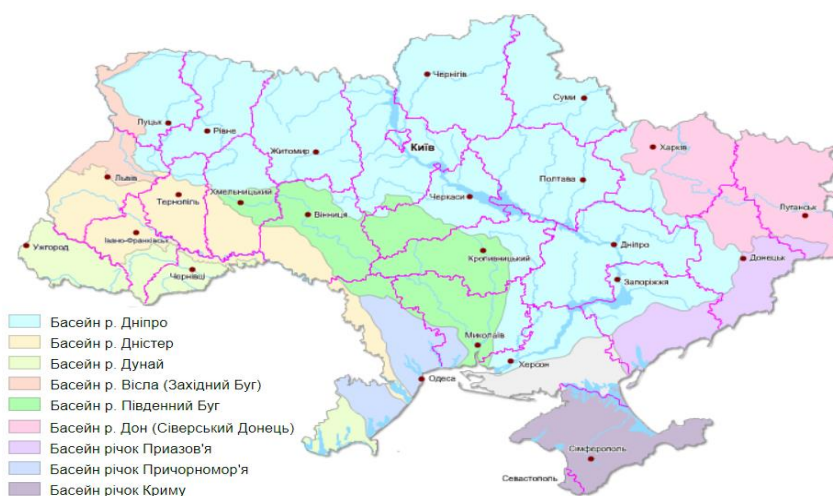 Чернігів
Суми
Луцьк
Рівне
Київ
Житомир
Харків
Львів
Полтава
Хмельницький
Черкаси
Тернопіль
Луганськ
Вінниця
Івано-Франківськ
Ужгород
Дніпро
Кропивницький
Донецьк
Чернівці
Запоріжжя
Миколаїв
Херсон
Одеса
Сімферополь
Севастополь
Басейн р. Дніпро
Басейн р. Дністер
Басейн р. Дунай
Басейн р. Вісла (Західний Буг)
Басейн р. Південний Буг
Басейн р. Дон (Сіверський Донець)
Басейн річок Приазов'я
Басейн річок Причорномор'я
Басейн річок Криму